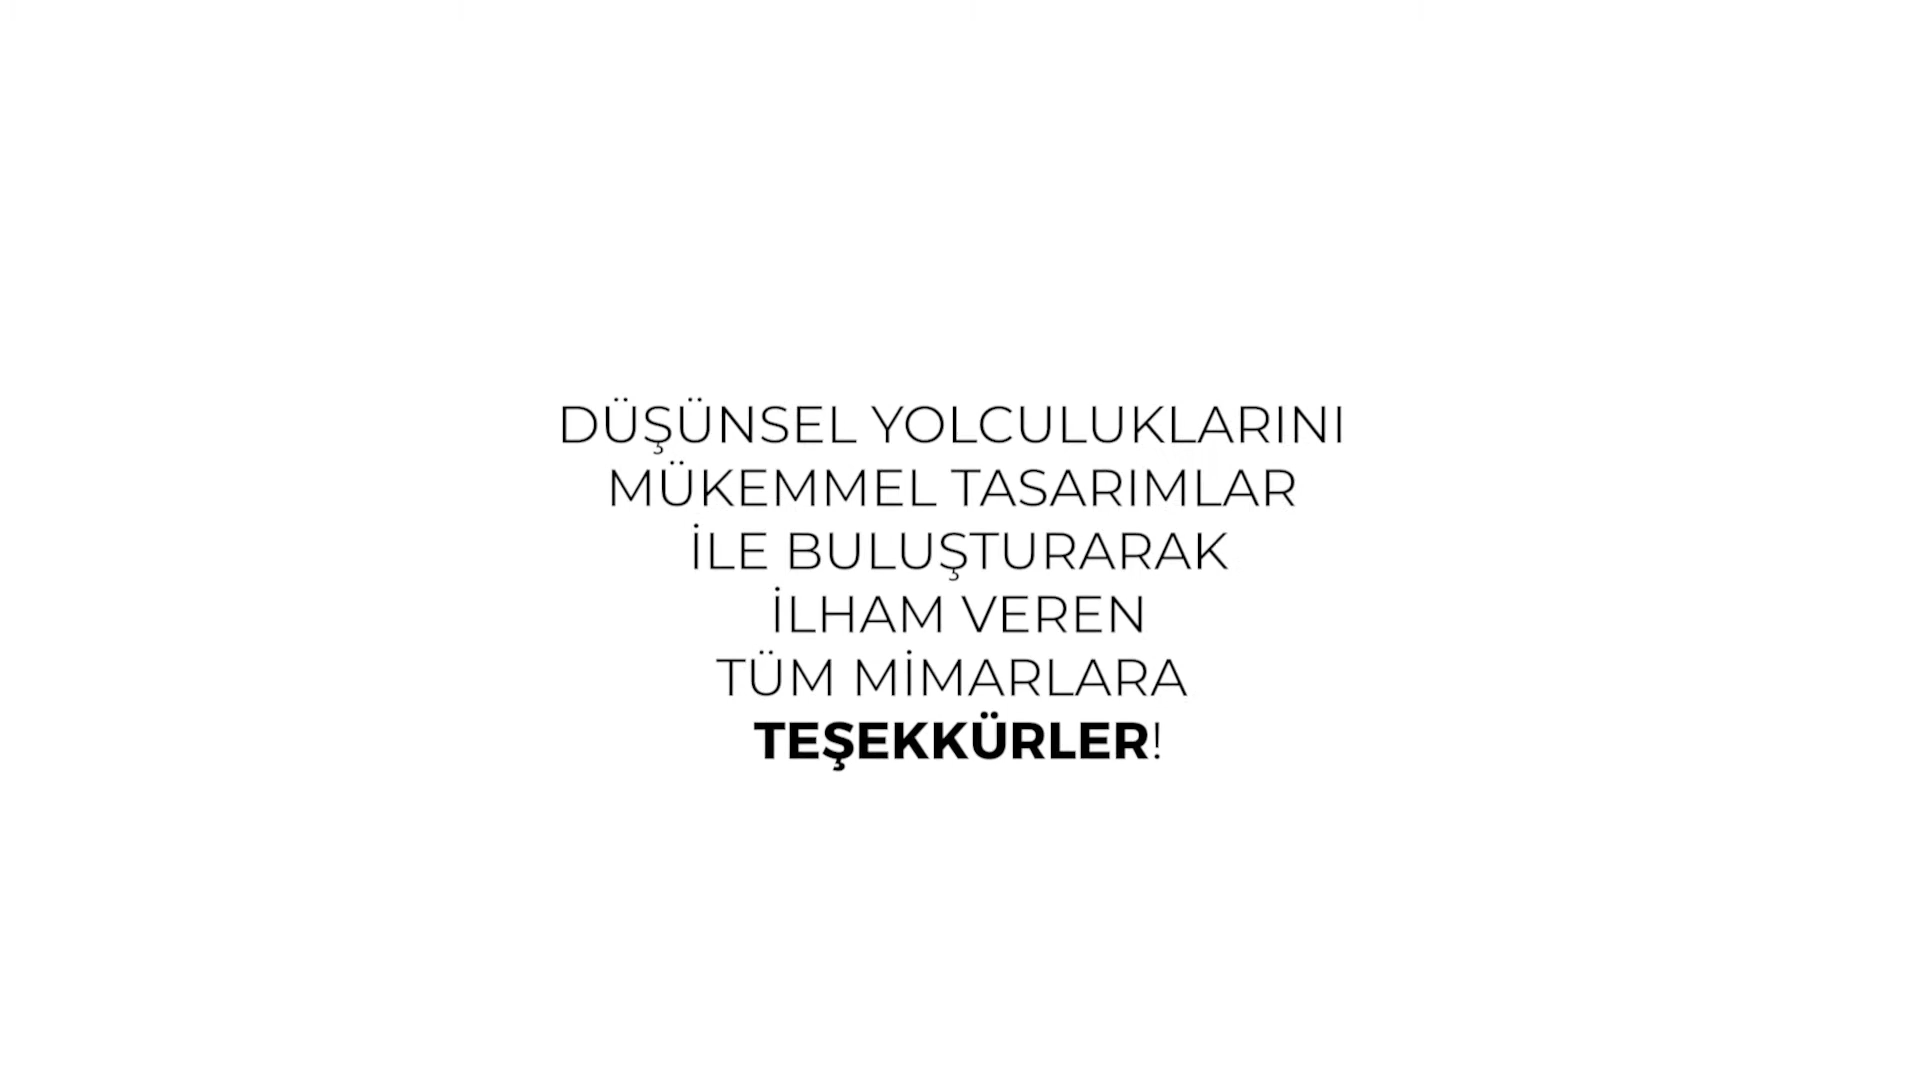 DÜŞÜNSEL YOLCULUKLARINI
MÜKEMMEL TASARIMLAR
İLE BULUŞTURARAK
İLHAM VEREN
TÜM MİMARLARA
TEŞEKKÜRLER!